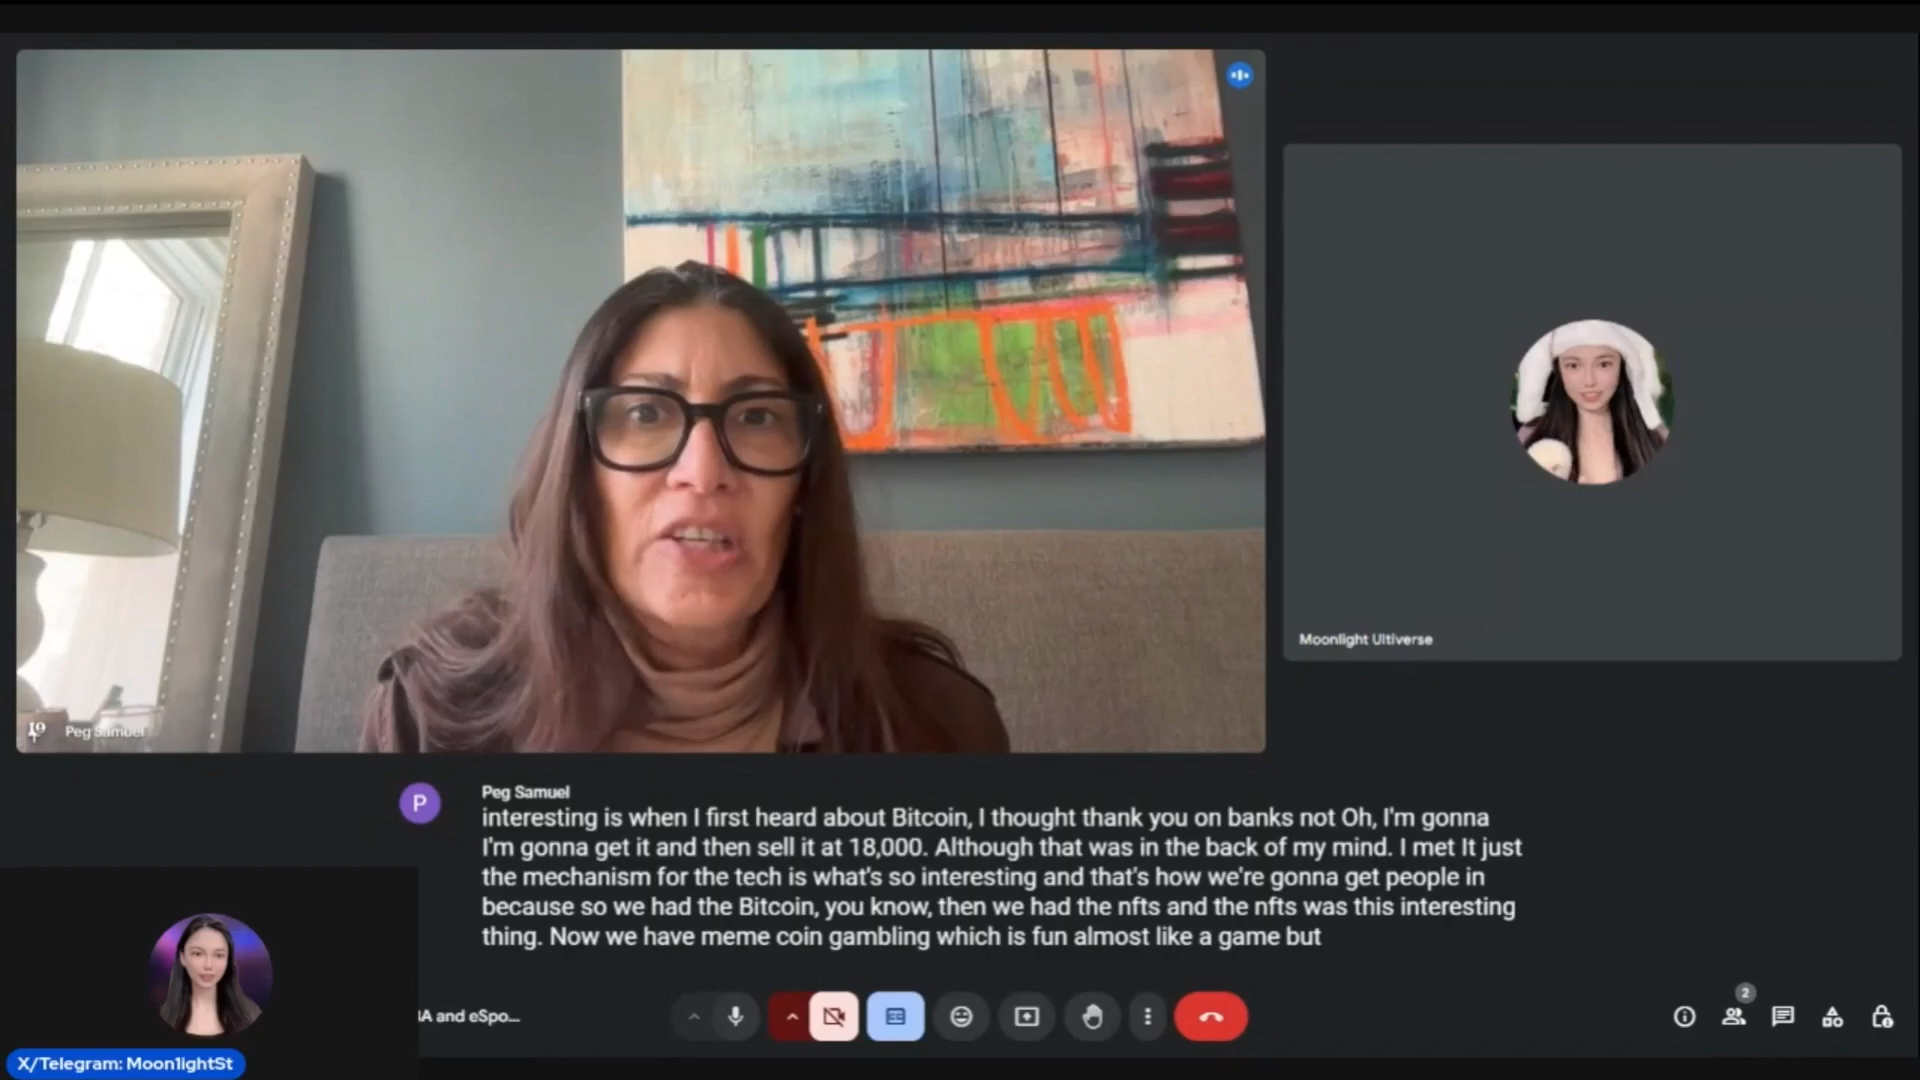 Peg Samuel
Moonlight Ultiverse
P
Peg Samuel
interesting is when I first heard about Bitcoin, I thought thank you on banks not Oh, I'm gonna
I'm gonna get it and then sell it at 18,000. Although that was in the back of my mind. I met It just
the mechanism for the tech is what's so interesting and that's how we're gonna get people in
because so we had the Bitcoin, you know, then we had the nfts and the nfts was this interesting
thing. Now we have meme coin gambling which is fun almost like a game but
IA and eSpo...
2
X/Telegram: Moon1ightSt